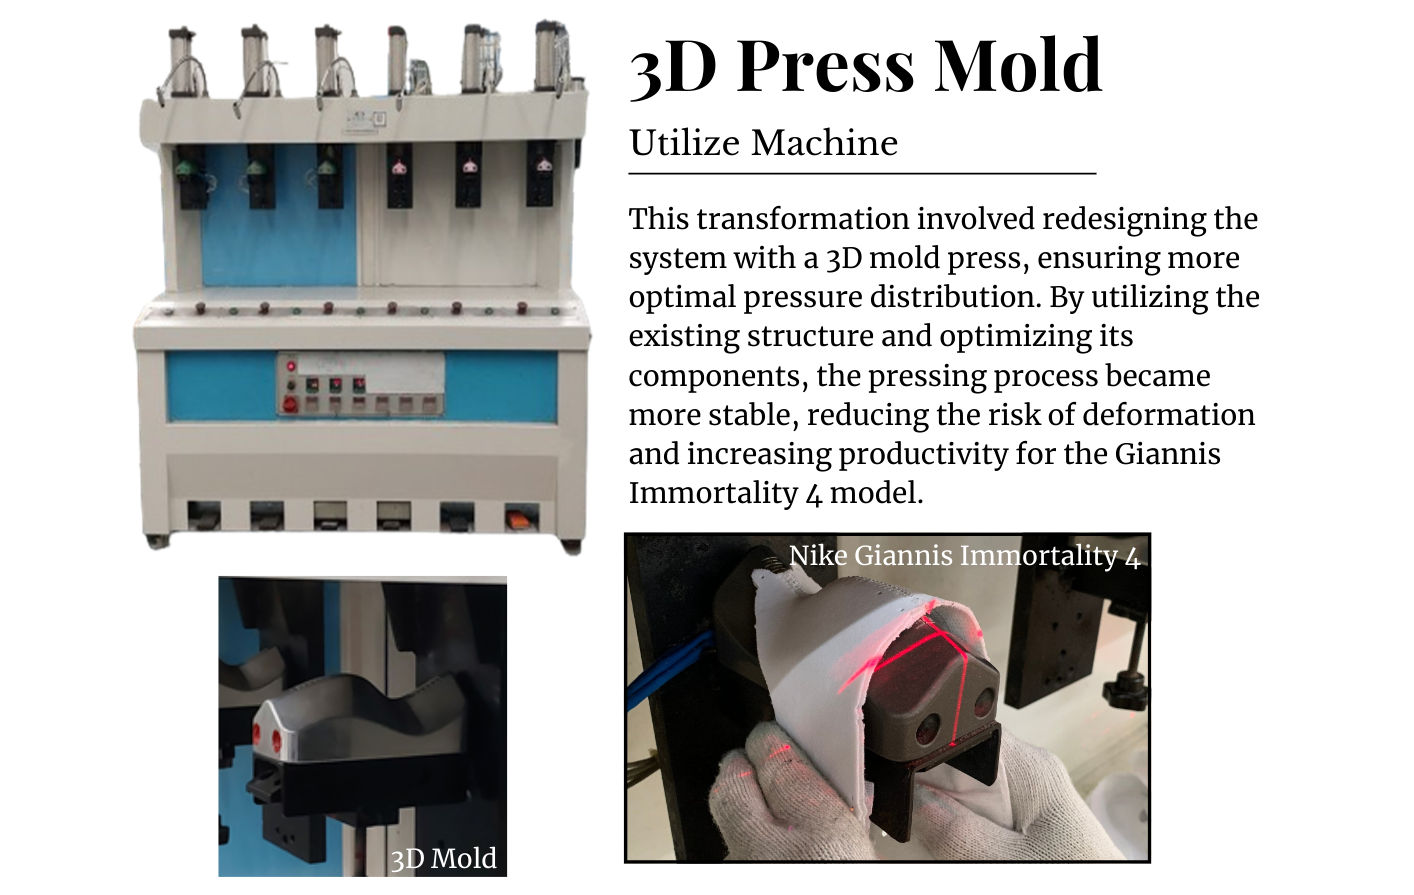 3D Press Mold
Utilize Machine
This transformation involved redesigning the
system with a 3D mold press, ensuring more
optimal pressure distribution. By utilizing the
existing structure and optimizing its
components, the pressing process became
more stable, reducing the risk of deformation
and increasing productivity for the Giannis
Immortality 4 model.
Nike Giannis Immortality 4
3D Mold